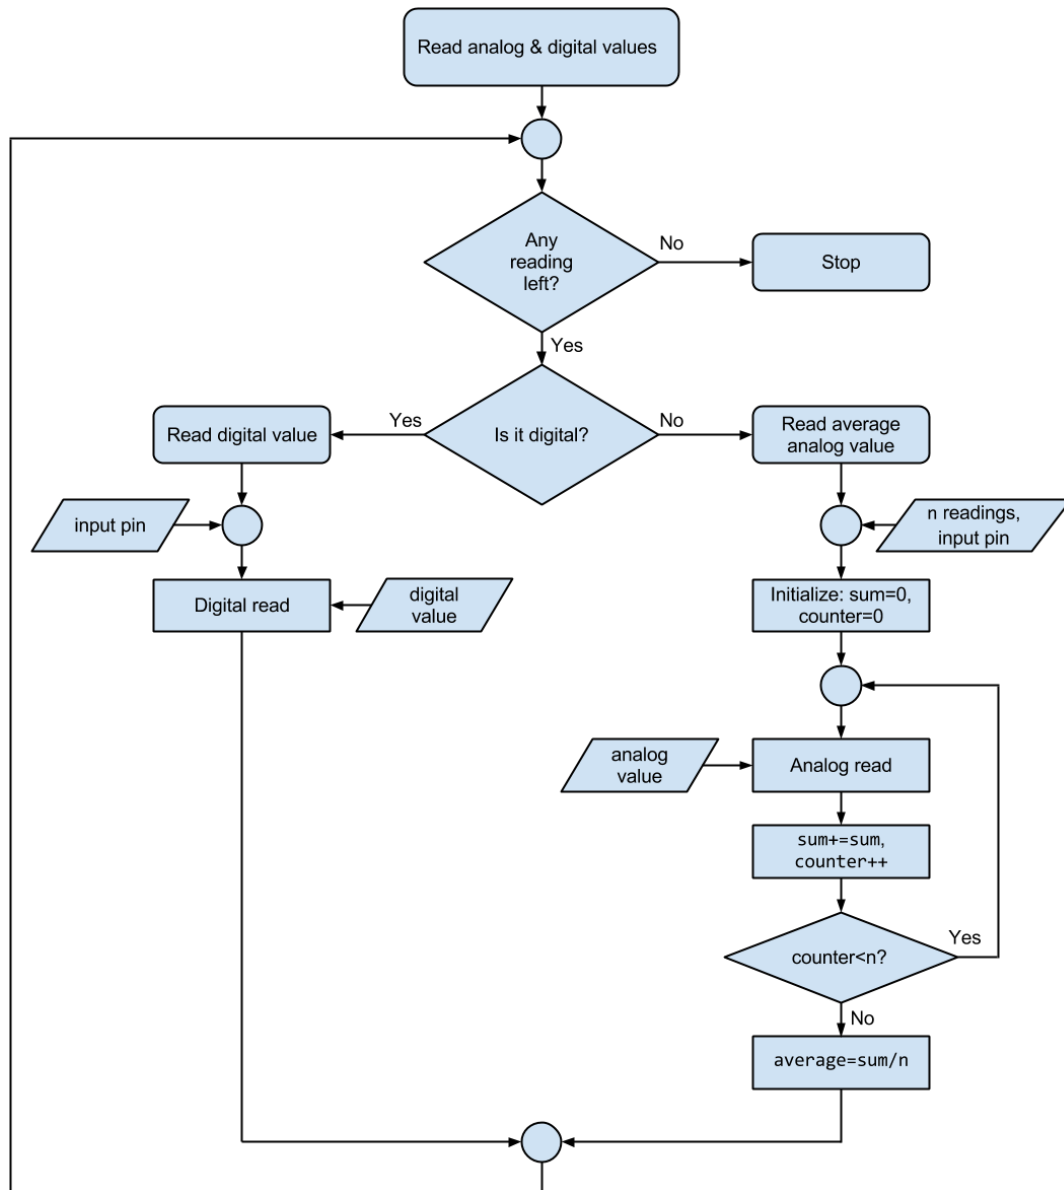 Read analog & digital values
Any
reading
left?
No
Stop
Yes
Is it digital?
Yes
No
Read digital value
Read average
analog value
input pin
n readings,
input pin
Digital read
digital
value
Initialize: sum=0,
counter=0
analog
value
Analog read
sum+=sum,
counter++
counter<n?
Yes
No
average=sum/n